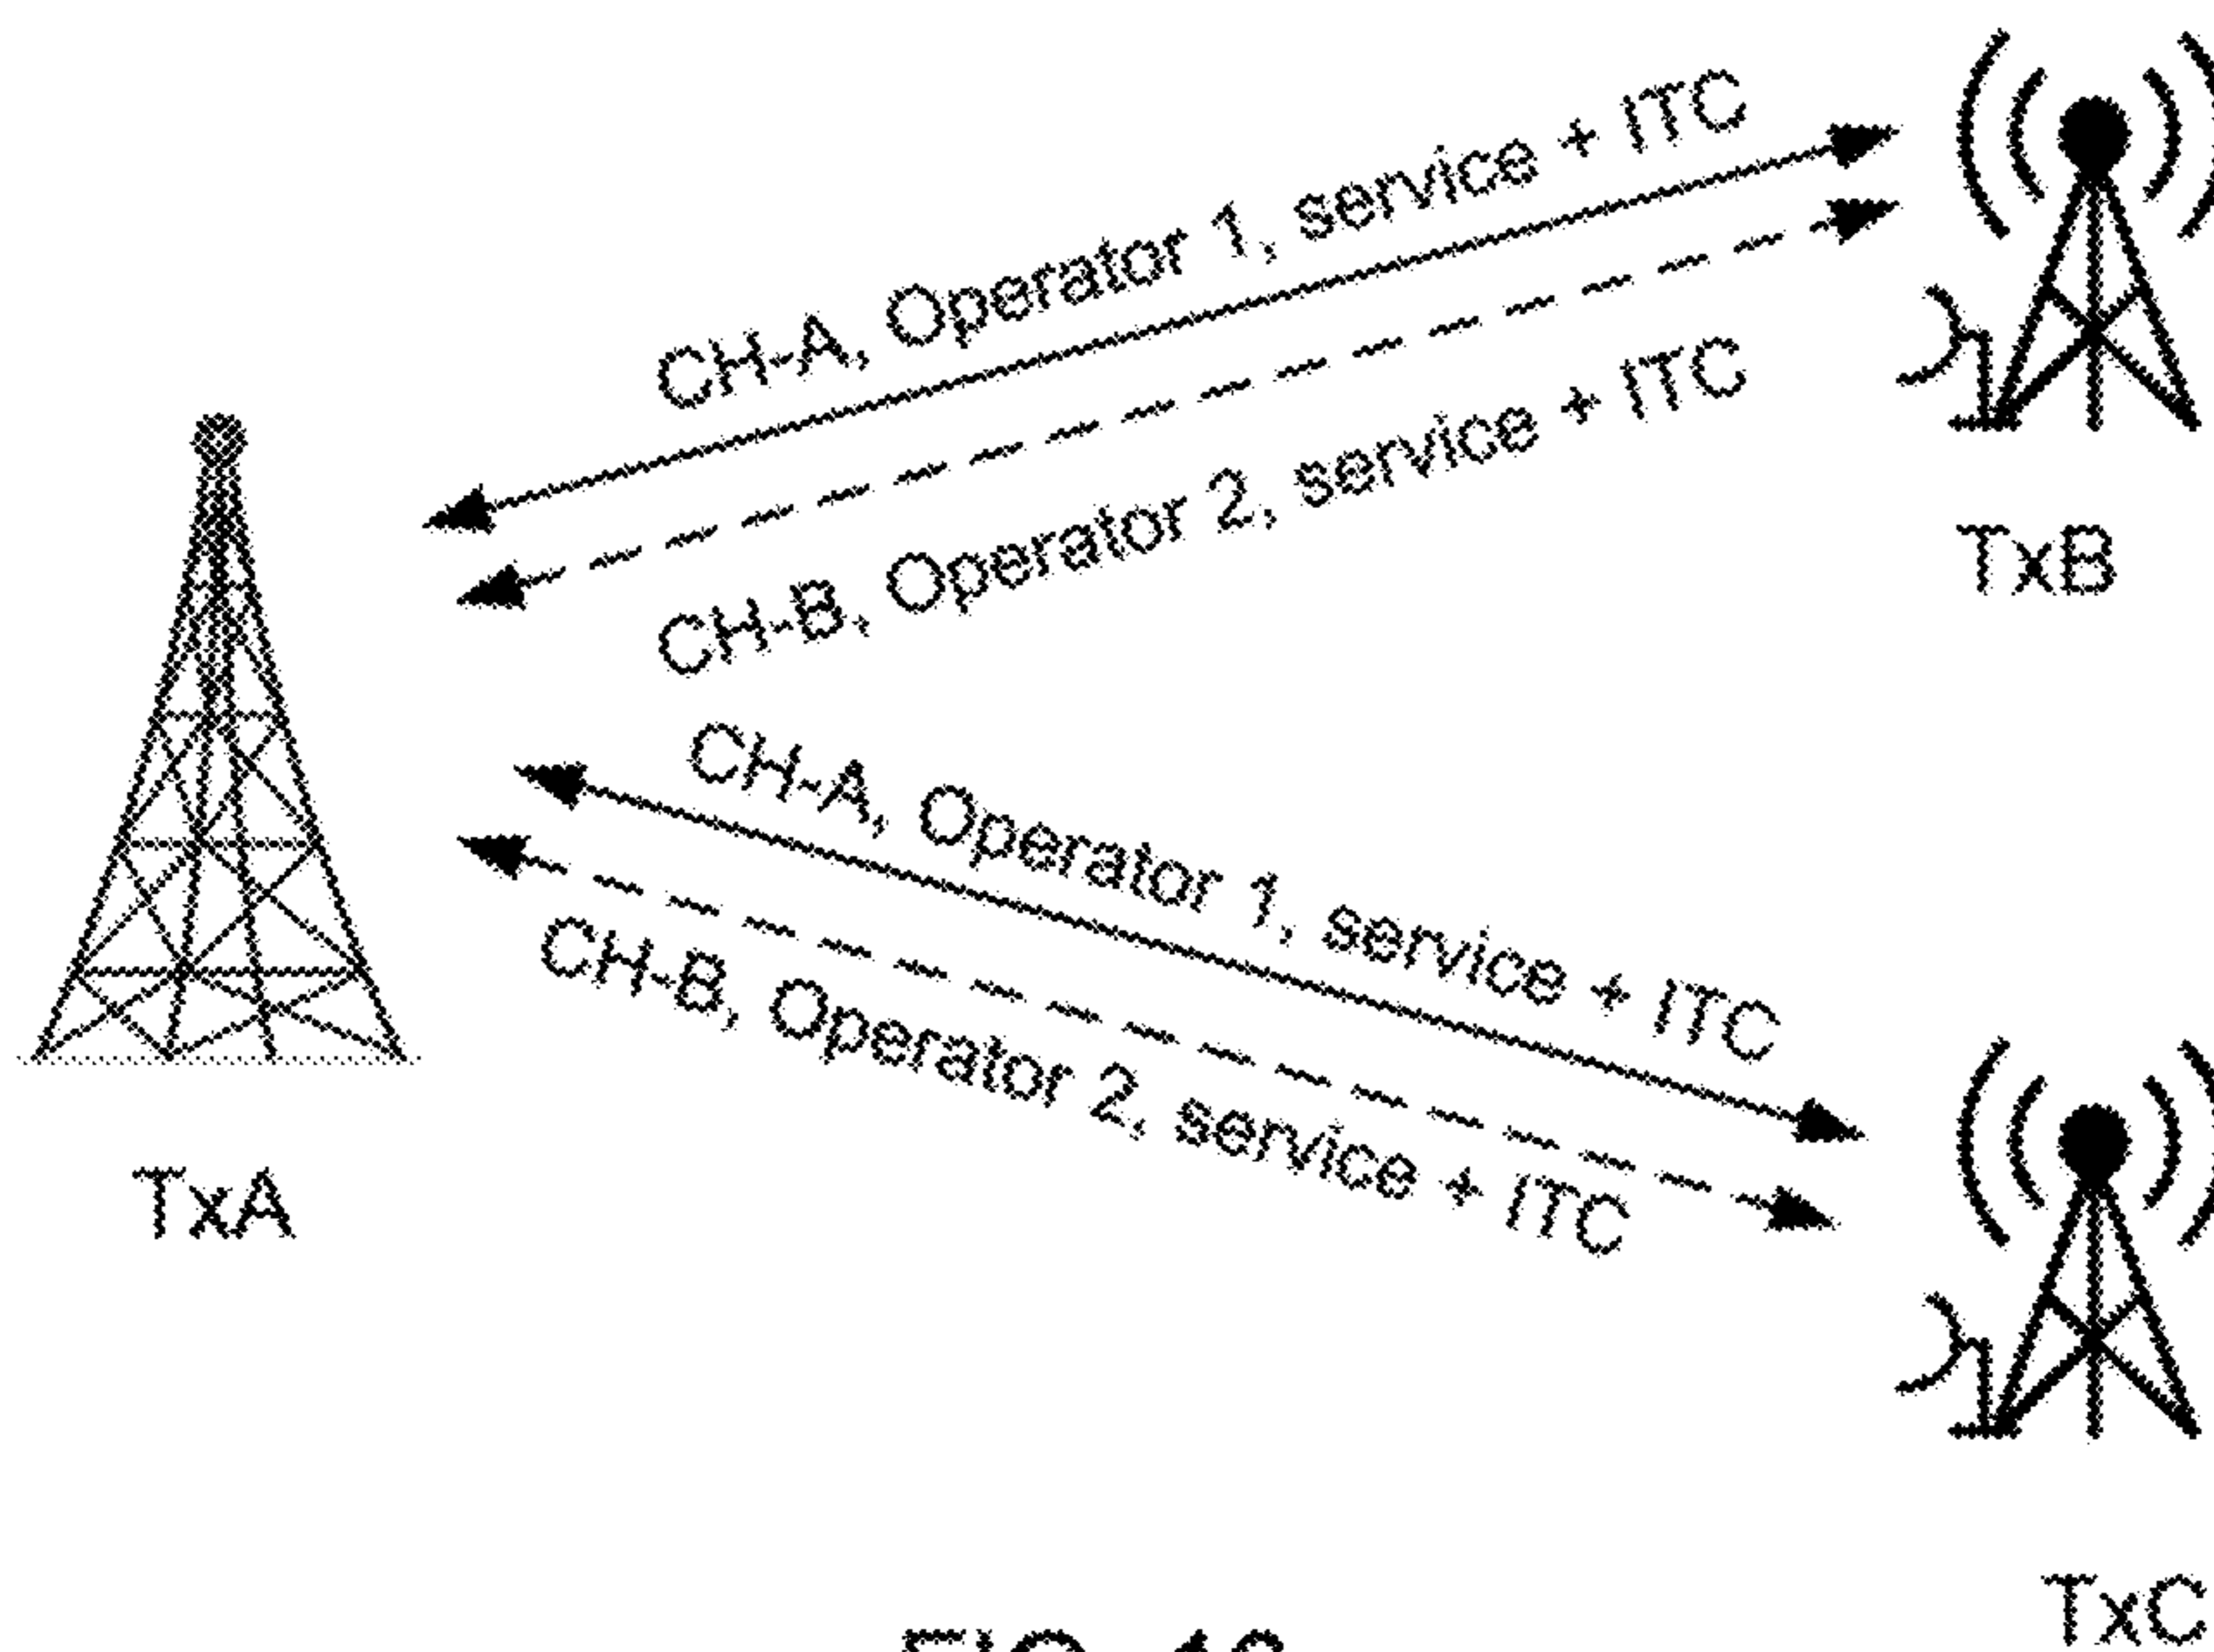 CH-A, Operator 1, service + ITC
CH-B, Operator 2, service + ITC
TxB
CH-A, Operator 1, service + ITC
CH-B, Operator 2, service + ITC
TxA
TxC